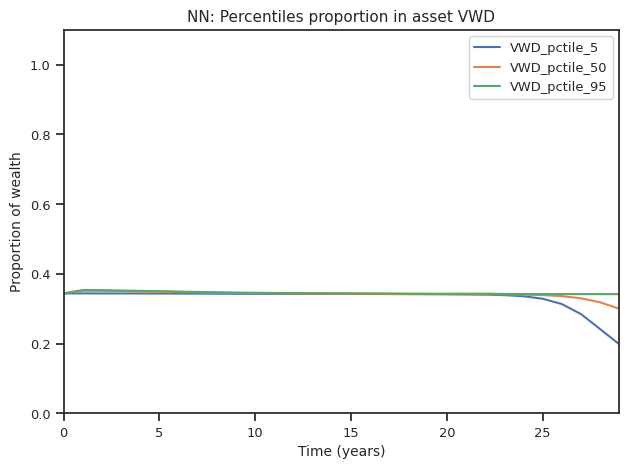 NN: Percentiles proportion in asset VWD
VWD_pctile_5
VWD_pctile_50
VWD_pctile_95
Proportion of wealth
1.0
0.8
0.6
0.4
0.2
0.0
0 5 10 15 20 25
Time (years)